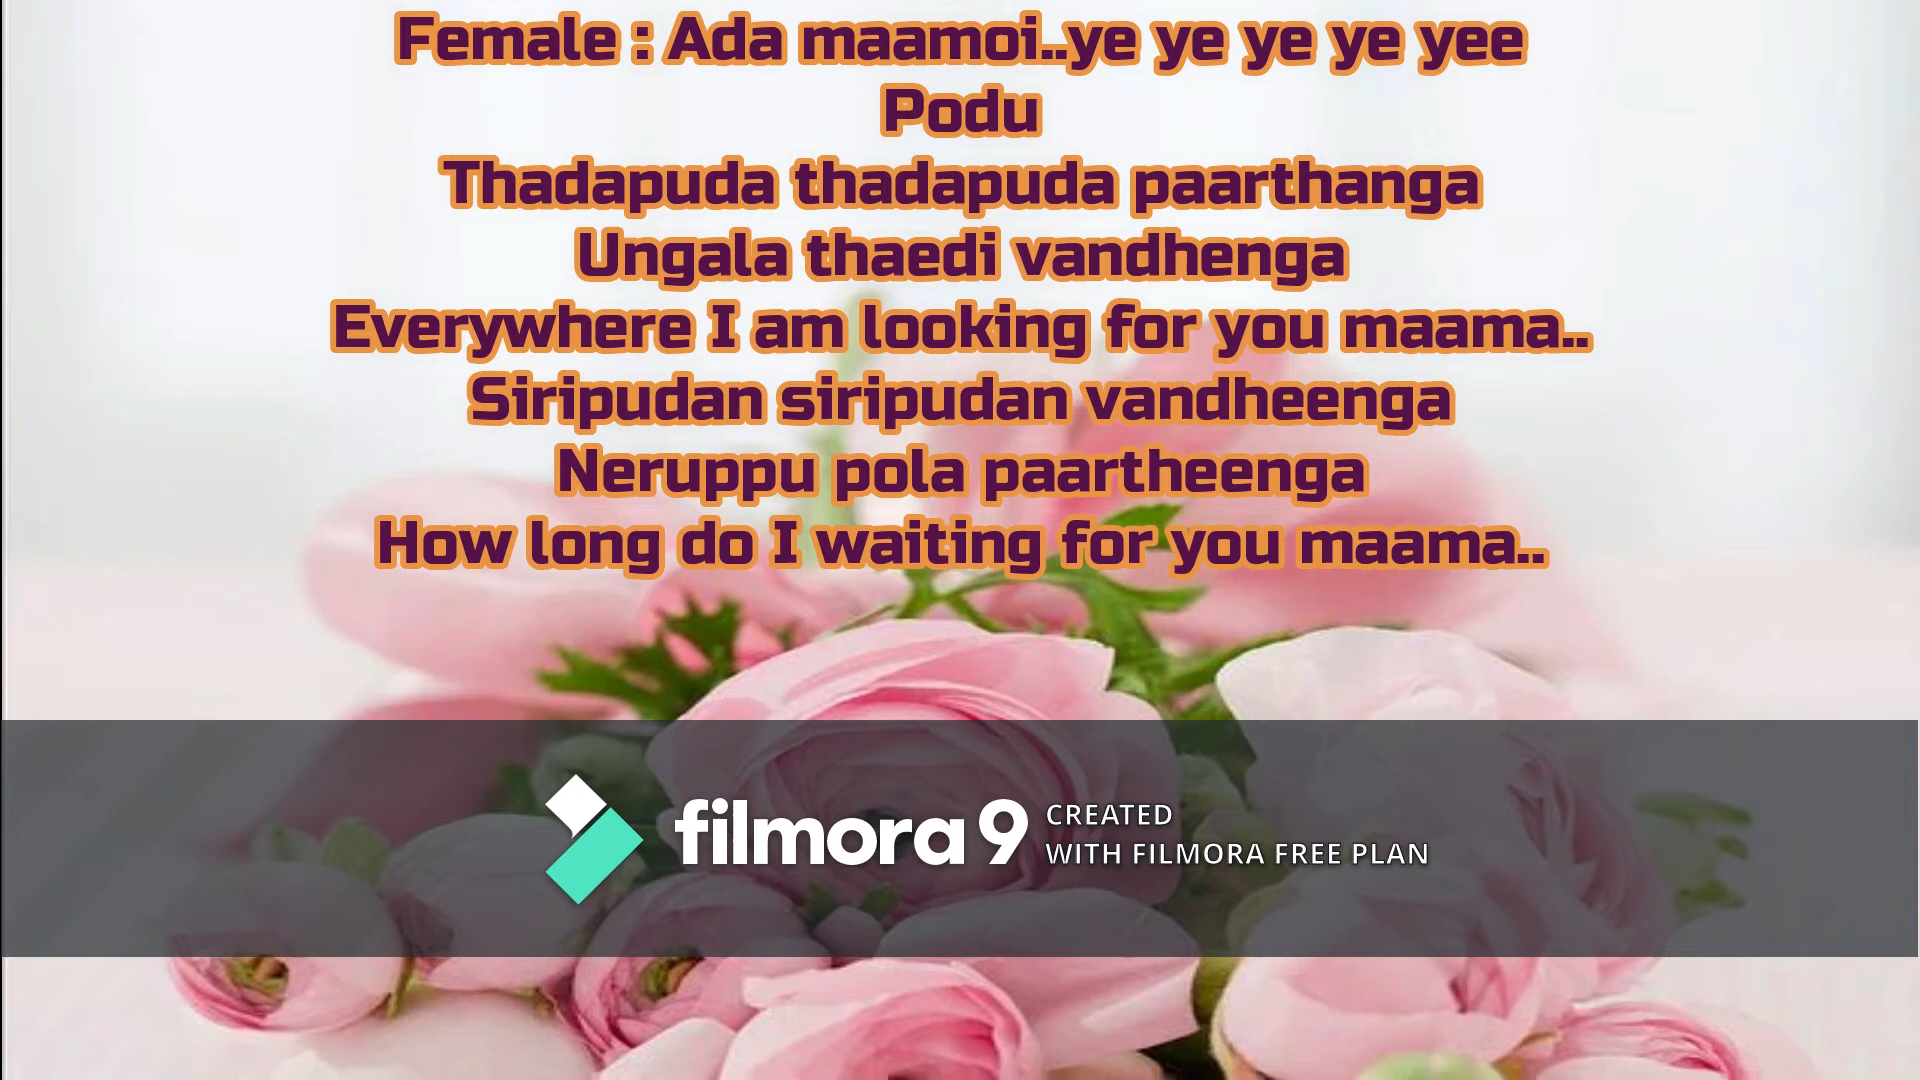 Female : Ada maamoi..ye ye ye ye yee
Podu
Thadapuda thadapuda paarthanga
Ungala thaedi vandhenga
Everywhere I am looking for you maama..
Siripudan siripudan vandheenga
Neruppu pola paartheenga
How long do I waiting for you maama..
filmora 9
CREATED
WITH FILMORA FREE PLAN